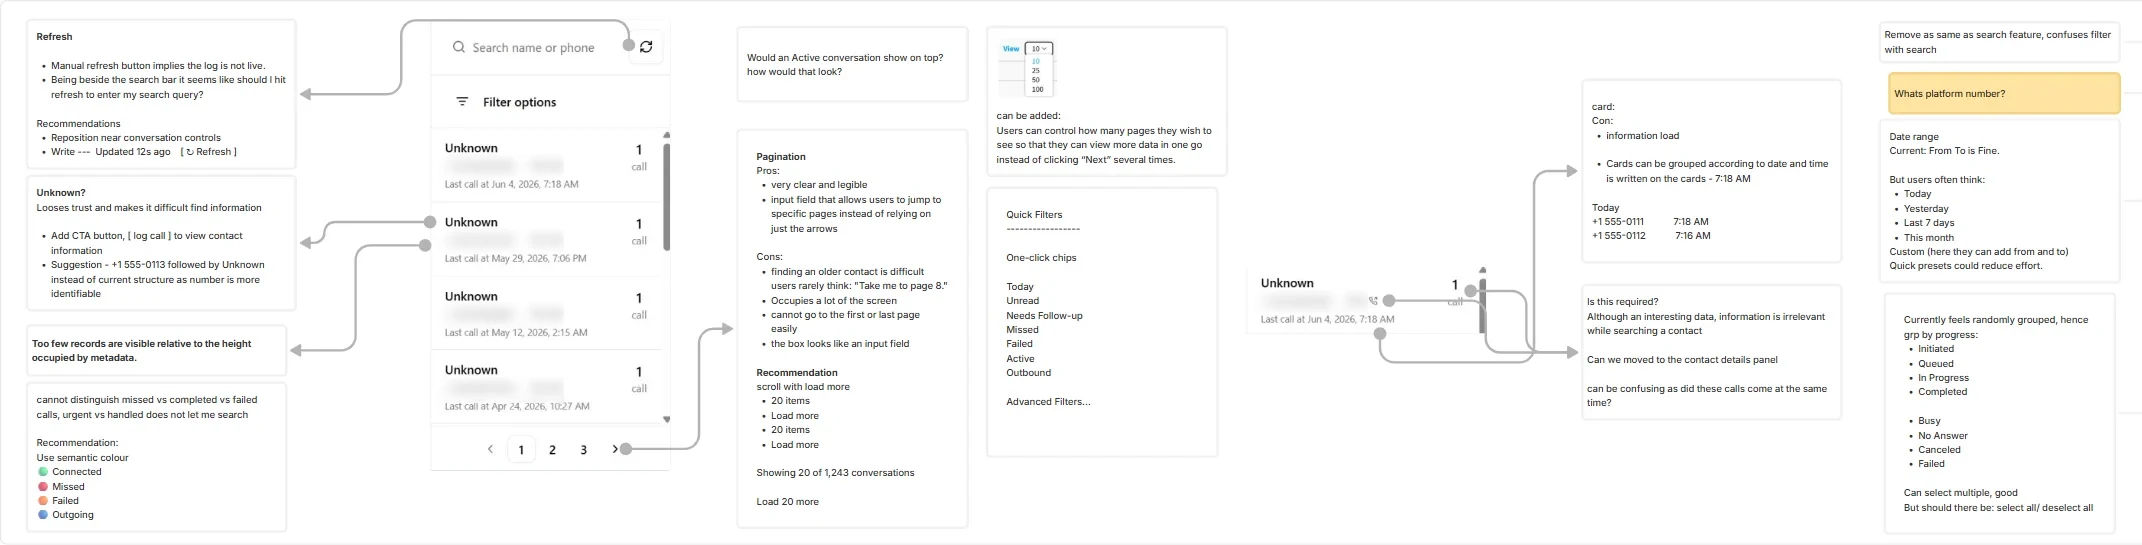 Refresh
Manual refresh button implies the log is not live.
Being beside the search bar it seems like should I hit
refresh to enter my search query?
Recommendations
Reposition near conversation controls
Write --- Updated 12s ago [ ↻ Refresh ]
Unknown?
Looses trust and makes it difficult find information
Add CTA button, [ log call ] to view contact
information
Suggestion - +1 555-0113 followed by Unknown
instead of current structure as number is more
identifiable
Too few records are visible relative to the height
occupied by metadata.
cannot distinguish missed vs completed vs failed
calls, urgent vs handled does not let me search
Recommendation:
Use semantic colour
Connected
Missed
Failed
Outgoing
Search name or phone
Filter options
Unknown
1
call
Last call at Jun 4, 2026, 7:18 AM
Unknown
1
call
Last call at May 29, 2026, 7:06 PM
Unknown
1
call
Last call at May 12, 2026, 2:15 AM
Unknown
1
call
Last call at Apr 24, 2026, 10:27 AM
1 2 3
Would an Active conversation show on top?
how would that look?
Pagination
Pros:
very clear and legible
input field that allows users to jump to
specific pages instead of relying on
just the arrows
Cons:
finding an older contact is difficult
users rarely think: "Take me to page 8."
Occupies a lot of the screen
cannot go to the first or last page
easily
the box looks like an input field
Recommendation
scroll with load more
20 items
Load more
20 items
Load more
Showing 20 of 1,243 conversations
Load 20 more
View 10
10
25
50
100
can be added:
Users can control how many pages they wish to
see so that they can view more data in one go
instead of clicking “Next” several times.
Quick Filters
-----------------
One-click chips
Today
Unread
Needs Follow-up
Missed
Failed
Active
Outbound
Advanced Filters...
Unknown
1
call
Last call at Jun 4, 2026, 7:18 AM
card:
Con:
information load
Cards can be grouped according to date and time
is written on the cards - 7:18 AM
Today
+1 555-0111 7:18 AM
+1 555-0112 7:16 AM
Is this required?
Although an interesting data, information is irrelevant
while searching a contact
Can we moved to the contact details panel
can be confusing as did these calls come at the same
time?
Remove as same as search feature, confuses filter
with search
Whats platform number?
Date range
Current: From To is Fine.
But users often think:
Today
Yesterday
Last 7 days
This month
Custom (here they can add from and to)
Quick presets could reduce effort.
Currently feels randomly grouped, hence
grp by progress:
Initiated
Queued
In Progress
Completed
Busy
No Answer
Canceled
Failed
Can select multiple, good
But should there be: select all/ deselect all